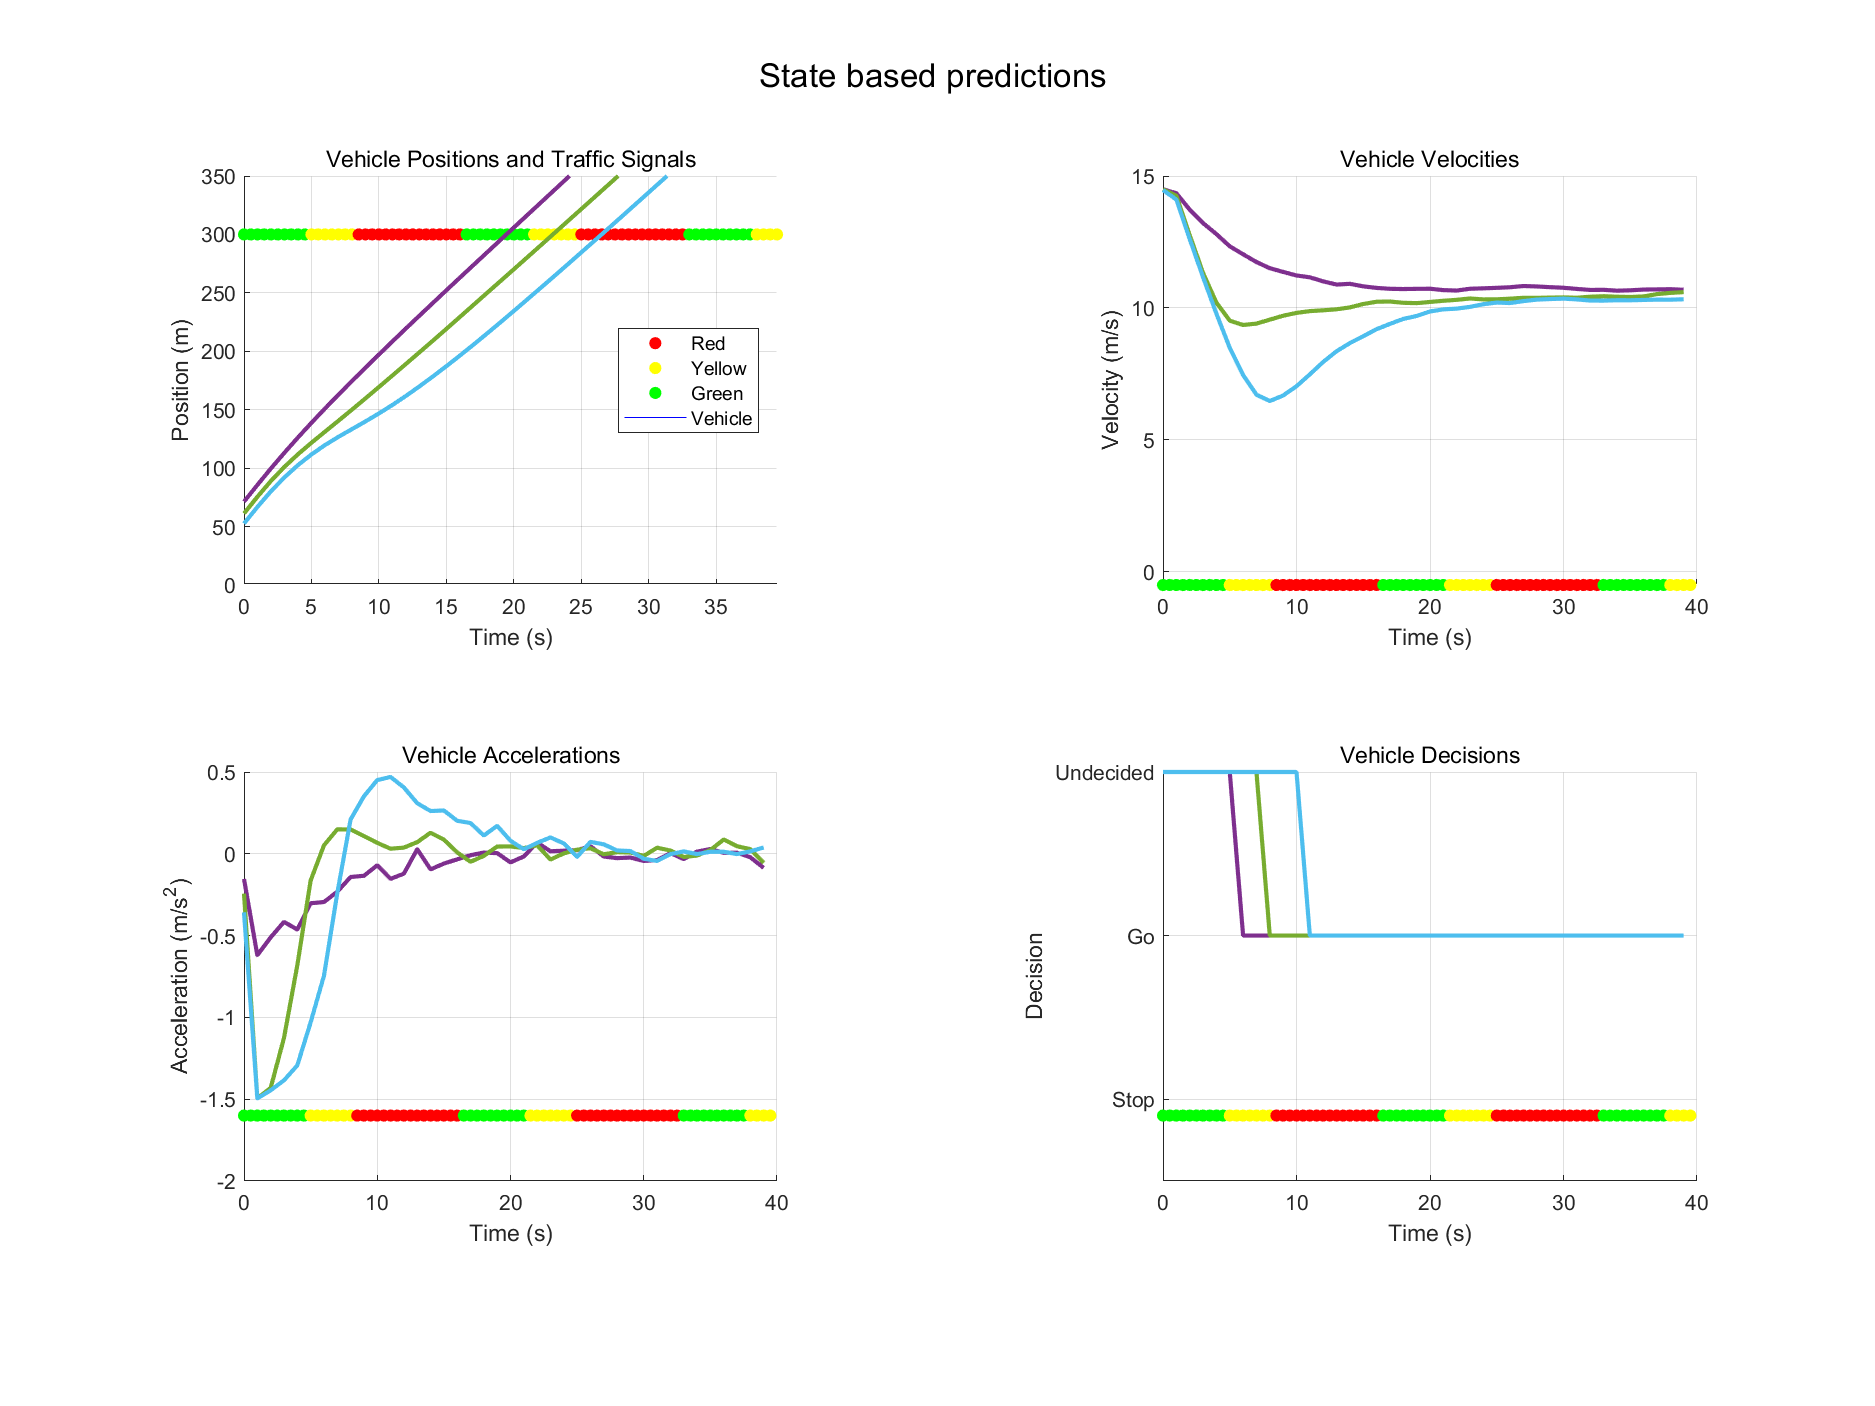 State based predictions
Vehicle Positions and Traffic Signals
350
300
250
200
150
100
50
0
Position (m)
0 5 10 15 20 25 30 35
Time (s)
Red
Yellow
Green
Vehicle
Vehicle Velocities
15
10
5
0
Velocity (m/s)
0 10 20 30 40
Time (s)
Vehicle Accelerations
0.5
0
-0.5
-1
-1.5
-2
Acceleration (m/s²)
0 10 20 30 40
Time (s)
Vehicle Decisions
Undecided
Go
Stop
Decision
0 10 20 30 40
Time (s)